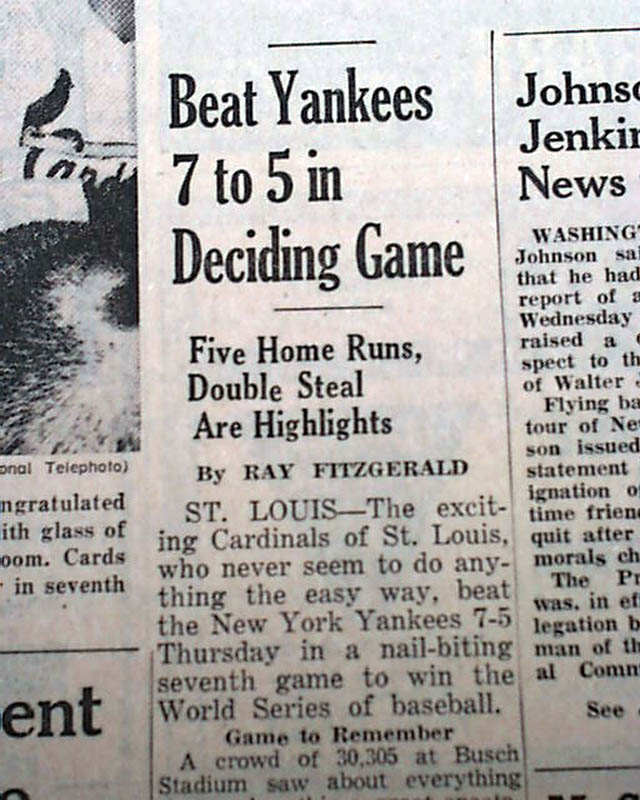 Beat Yankees
7 to 5 in
Deciding Game
Five Home Runs,
Double Steal
Are Highlights
By RAY FITZGERALD
ST. LOUIS—The excit-
ing Cardinals of St. Louis,
who never seem to do any-
thing the easy way, beat
the New York Yankees 7-5
Thursday in a nail-biting
seventh game to win the
World Series of baseball.
Game to Remember
A crowd of 30,305 at Busch
Stadium saw about everything
onal Telephoto)
ngratulated
ith glass of
oom. Cards
in seventh
ent
Johnso
Jenkin
News
WASHINGT
Johnson sai
that he had
report of a
Wednesday
raised a
spect to th
of Walter
Flying ba
tour of Ne
son issued
statement
ignation o
time frien
quit after
morals ch
The Pr
was, in ef
legation b
man of th
al Comm
See